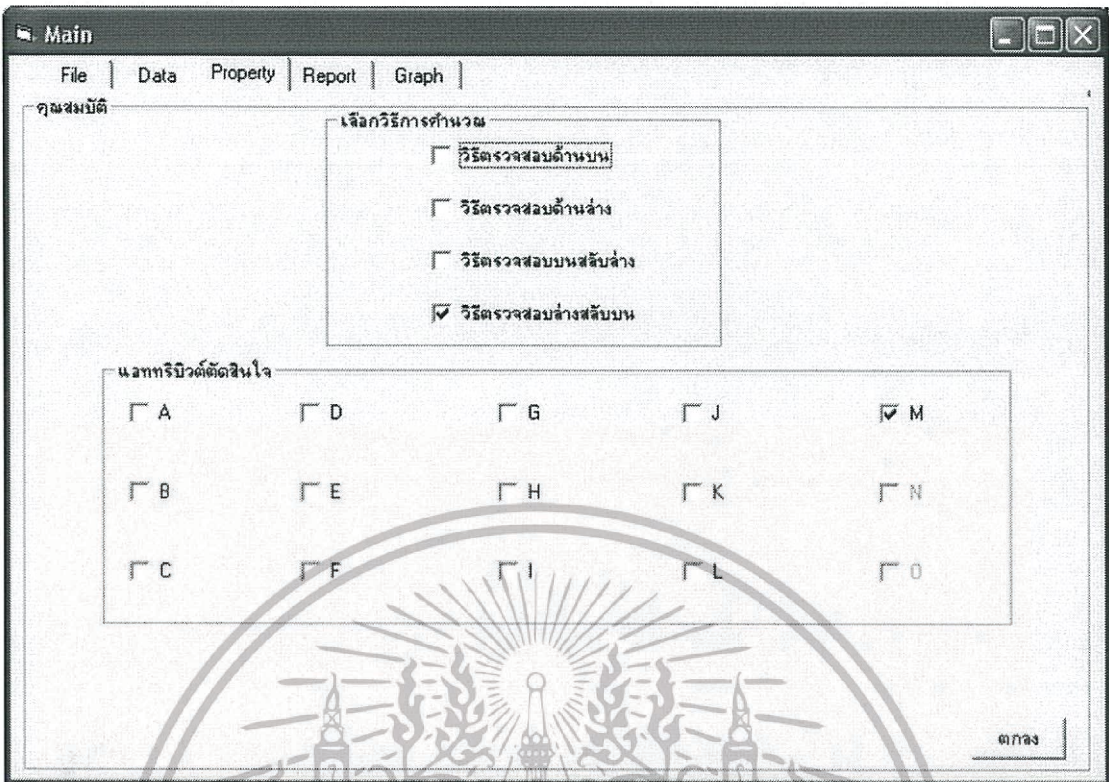 Main
File Data Property Report Graph
คุณสมบัติ
เลือกวิธีการคำนวณ
วิธีตรวจสอบด้านบน
วิธีตรวจสอบด้านล่าง
วิธีตรวจสอบบนสลับล่าง
วิธีตรวจสอบล่างสลับบน
แอททริบิวต์ตัดสินใจ
A D G J M
B E H K N
C F I L O
ตกลง